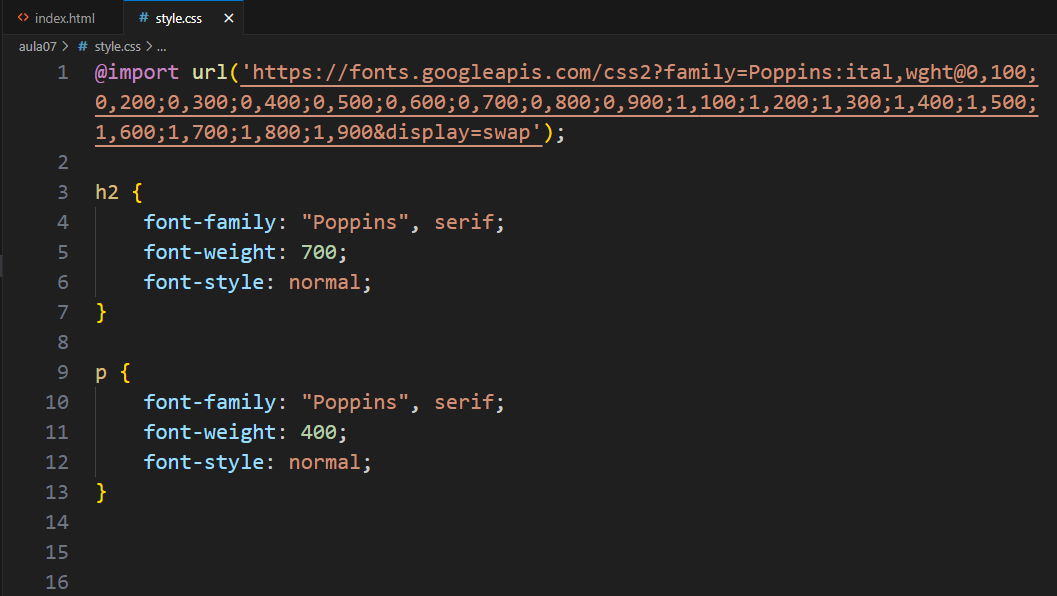 <> index.html # style.css ×
aula07 > # style.css > ...
1 @import url('https://fonts.googleapis.com/css2?family=Poppins:ital,wght@0,100;
0,200;0,300;0,400;0,500;0,600;0,700;0,800;0,900;1,100;1,200;1,300;1,400;1,500;
1,600;1,700;1,800;1,900&display=swap');
2
3 h2 {
4 font-family: "Poppins", serif;
5 font-weight: 700;
6 font-style: normal;
7 }
8
9 p {
10 font-family: "Poppins", serif;
11 font-weight: 400;
12 font-style: normal;
13 }
14
15
16